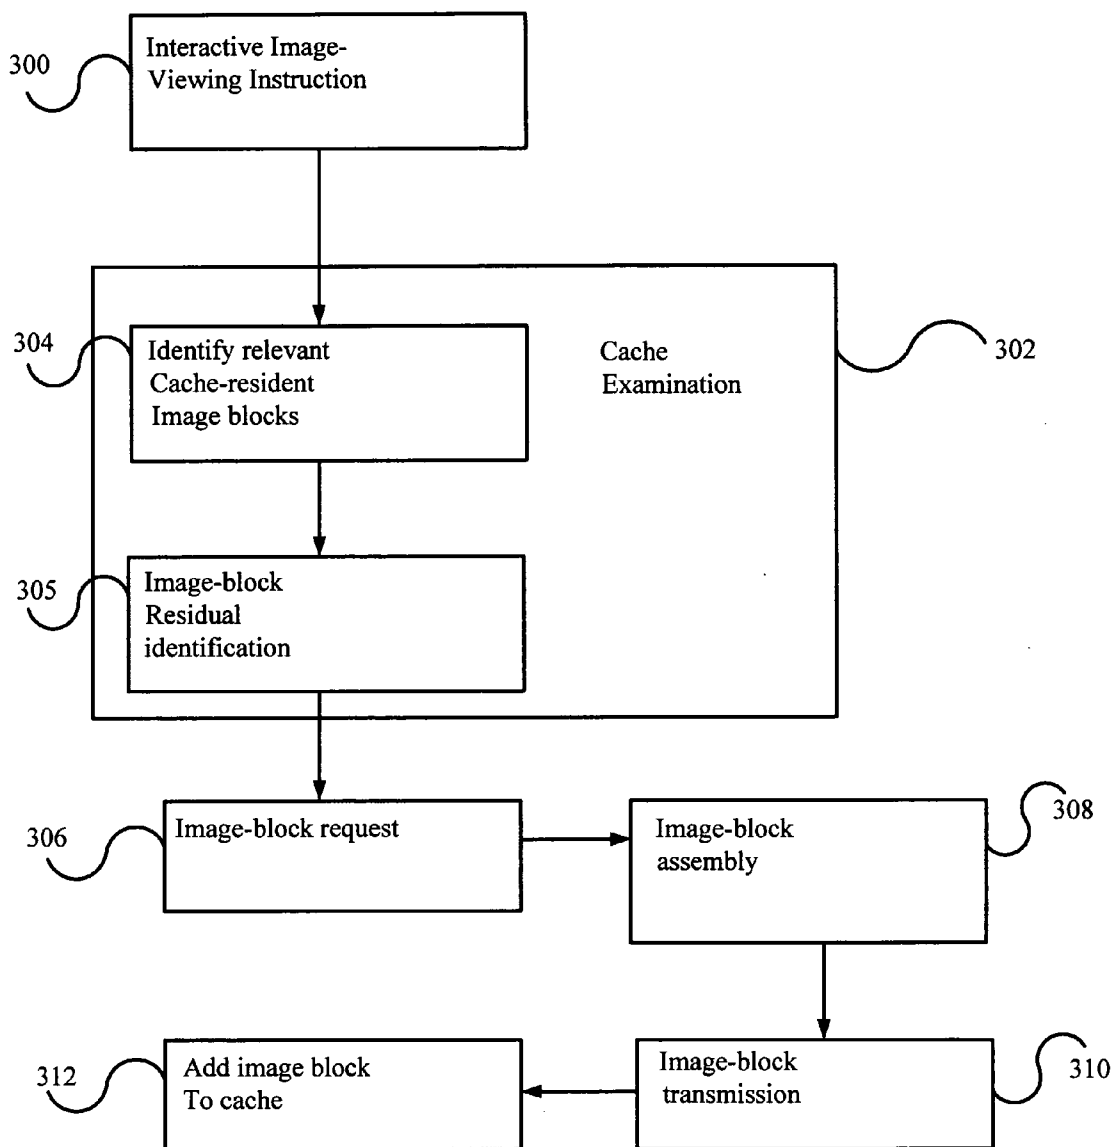 300
Interactive Image-
Viewing Instruction
304
Identify relevant
Cache-resident
Image blocks
Cache
Examination
302
305
Image-block
Residual
identification
306
Image-block request
Image-block
assembly
308
312
Add image block
To cache
Image-block
transmission
310